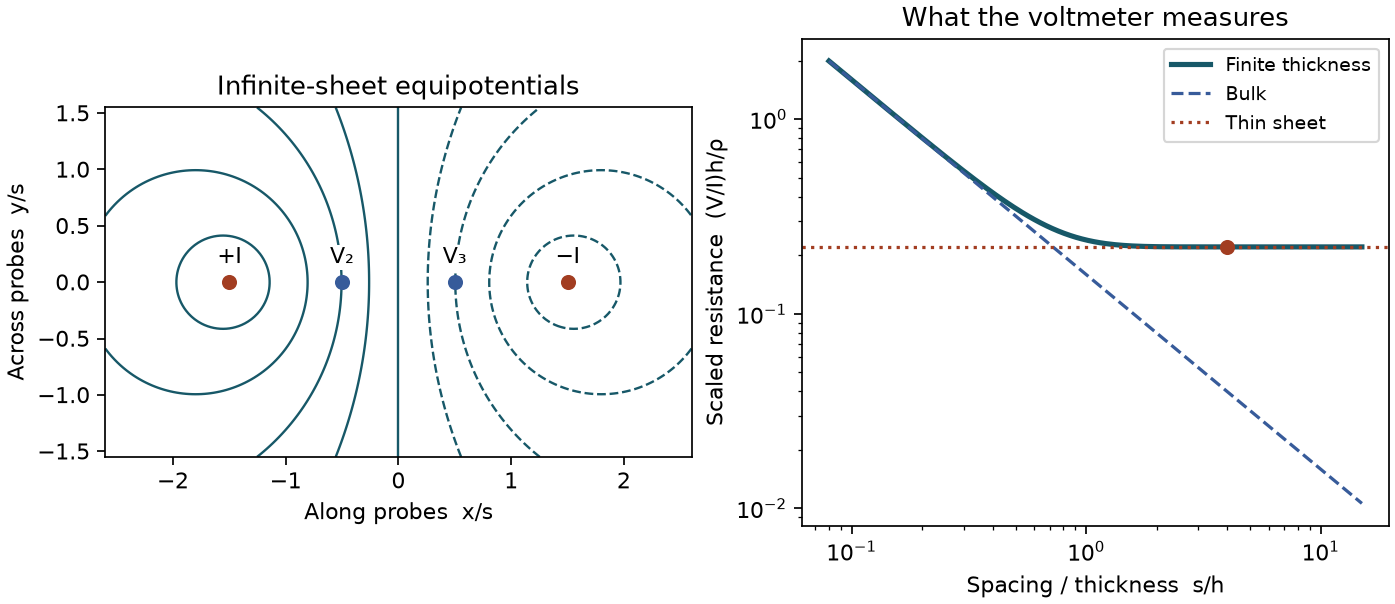 Infinite-sheet equipotentials
Across probes  y/s
1.5
1.0
0.5
0.0
−0.5
−1.0
−1.5
+I
V₂
V₃
−I
−2
−1
0
1
2
Along probes  x/s
What the voltmeter measures
Scaled resistance  (V/I)h/ρ
10⁰
10⁻¹
10⁻²
Finite thickness
Bulk
Thin sheet
10⁻¹
10⁰
10¹
Spacing / thickness  s/h